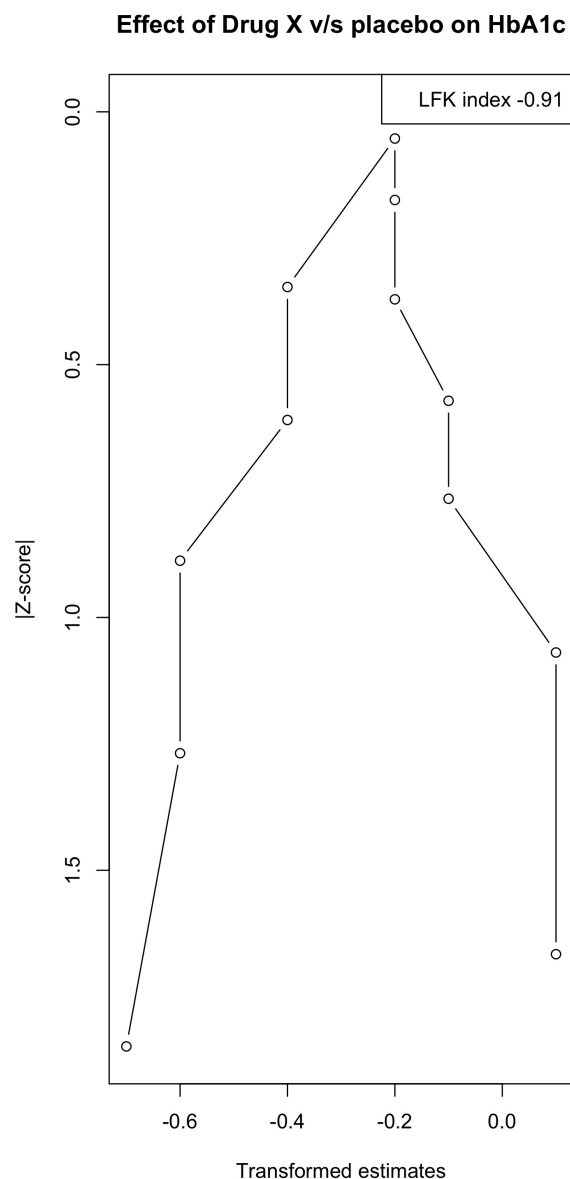 Effect of Drug X v/s placebo on HbA1c
LFK index -0.91
0.0
0.5
1.0
1.5
|Z-score|
-0.6 -0.4 -0.2 0.0
Transformed estimates